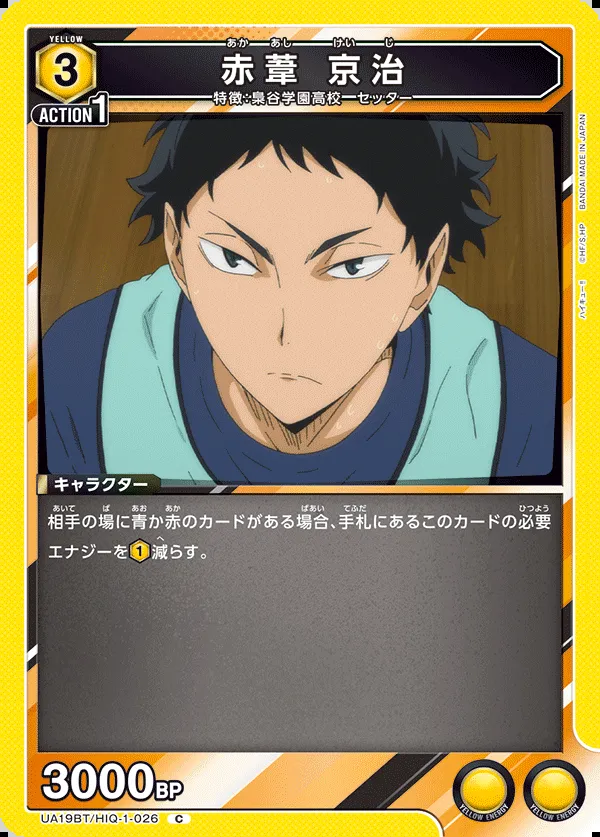 YELLOW
3
ACTION 1
あか あし けい じ
赤葦 京治
特徴:梟谷学園高校 セッター
BANDAI MADE IN JAPAN
©HF/S,HP
ハイキュー!!
キャラクター
あいて ば あお あか ばあい てふだ ひつよう
相手の場に青か赤のカードがある場合、手札にあるこのカードの必要
へ
エナジーを1減らす。
3000BP
YELLOW ENERGY YELLOW ENERGY
UA19BT/HIQ-1-026 C